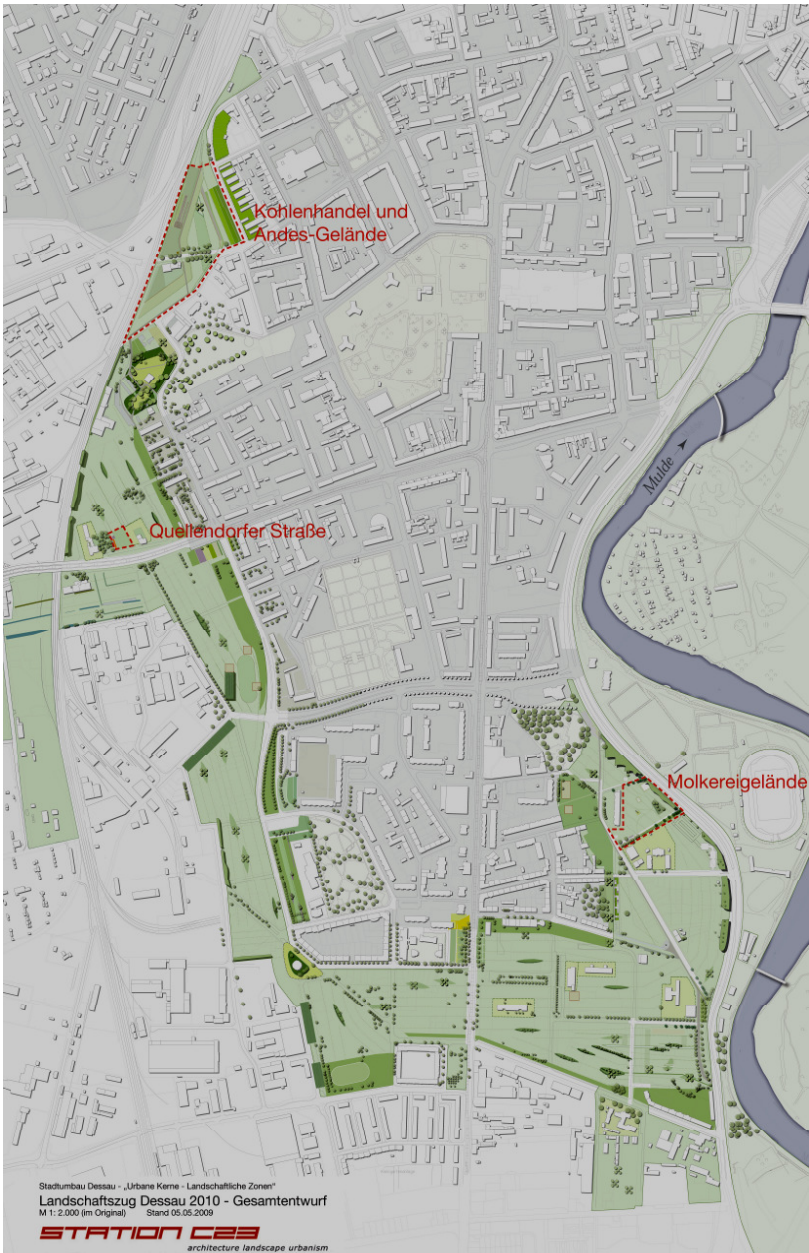 Kohlenhandel und
Andes-Gelände
Mulde
Quellendorfer Straße
Molkereigelände
Stadtumbau Dessau - „Urbane Kerne - Landschaftliche Zonen"
Landschaftszug Dessau 2010 - Gesamtentwurf
M 1: 2.000 (im Original) Stand 05.05.2009
STATION C23
architecture landscape urbanism